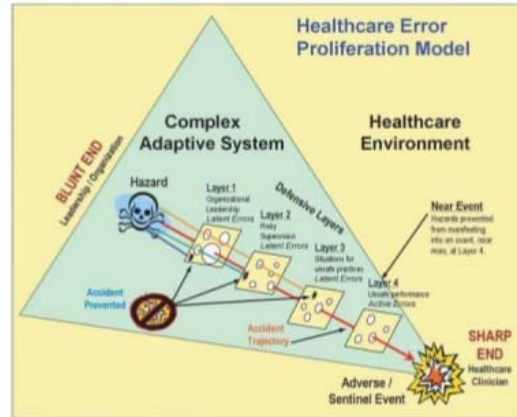 Healthcare Error
Proliferation Model
Complex
Adaptive System
Healthcare
Environment
BLUNT END
Leadership / Organization
Hazard
Layer 1
Organizational
Leadership
Latent Errors
Defensive Layers
Layer 2
Risky
Supervision
Latent Errors
Layer 3
Situations for
unsafe practices
Latent Errors
Near Event
Hazards prevented
from manifesting
into an event, near
miss, at Layer 4.
Layer 4
Unsafe performance
Active Errors
Accident
Prevented
Accident
Trajectory
SHARP
END
Healthcare
Clinician
Adverse /
Sentinel Event